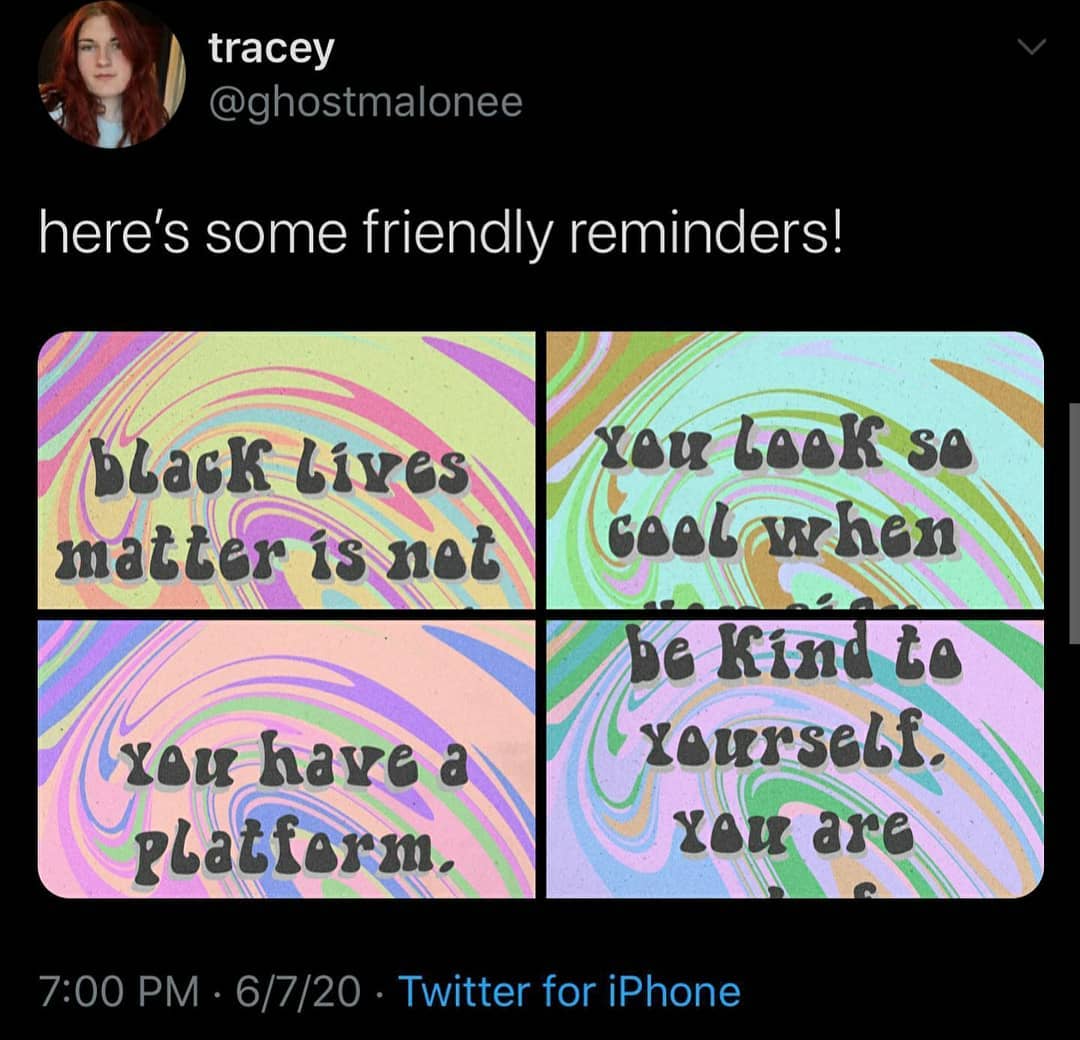 tracey
@ghostmalonee
here's some friendly reminders!
black lives
matter is not
you look so
cool when
you have a
platform.
be kind to
yourself.
you are
7:00 PM · 6/7/20 · Twitter for iPhone